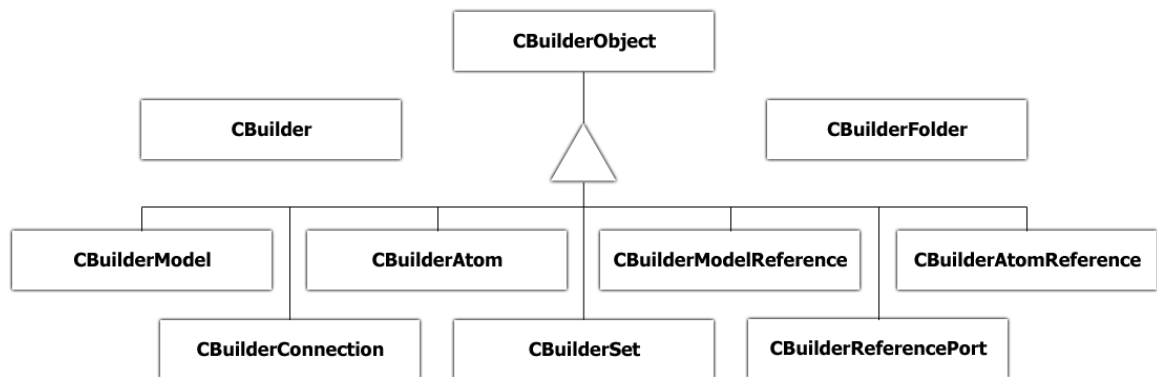 CBuilderObject
CBuilder
CBuilderFolder
CBuilderModel
CBuilderAtom
CBuilderModelReference
CBuilderAtomReference
CBuilderConnection
CBuilderSet
CBuilderReferencePort